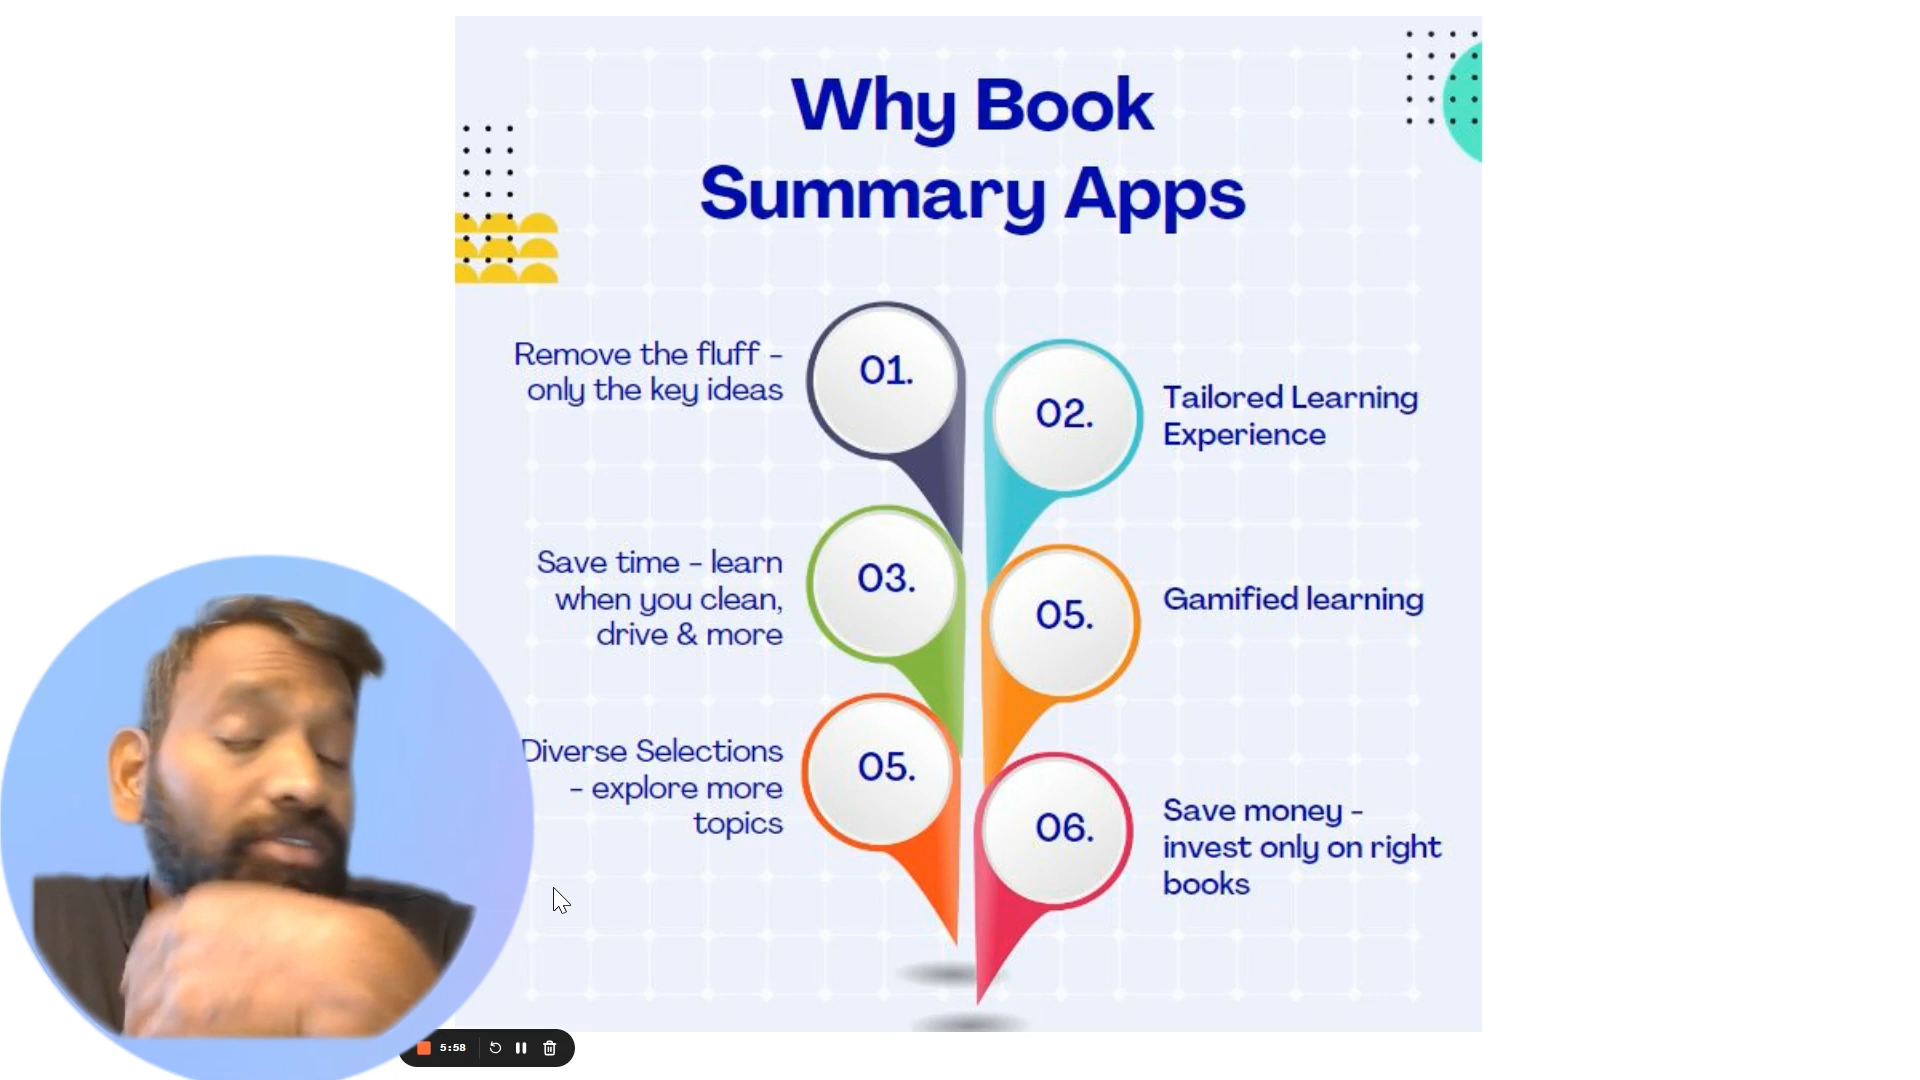 Why Book
Summary Apps
01.
Remove the fluff -
only the key ideas
02.
Tailored Learning
Experience
03.
Save time - learn
when you clean,
drive & more
05.
Gamified learning
05.
Diverse Selections
- explore more
topics
06.
Save money -
invest only on right
books
5:58